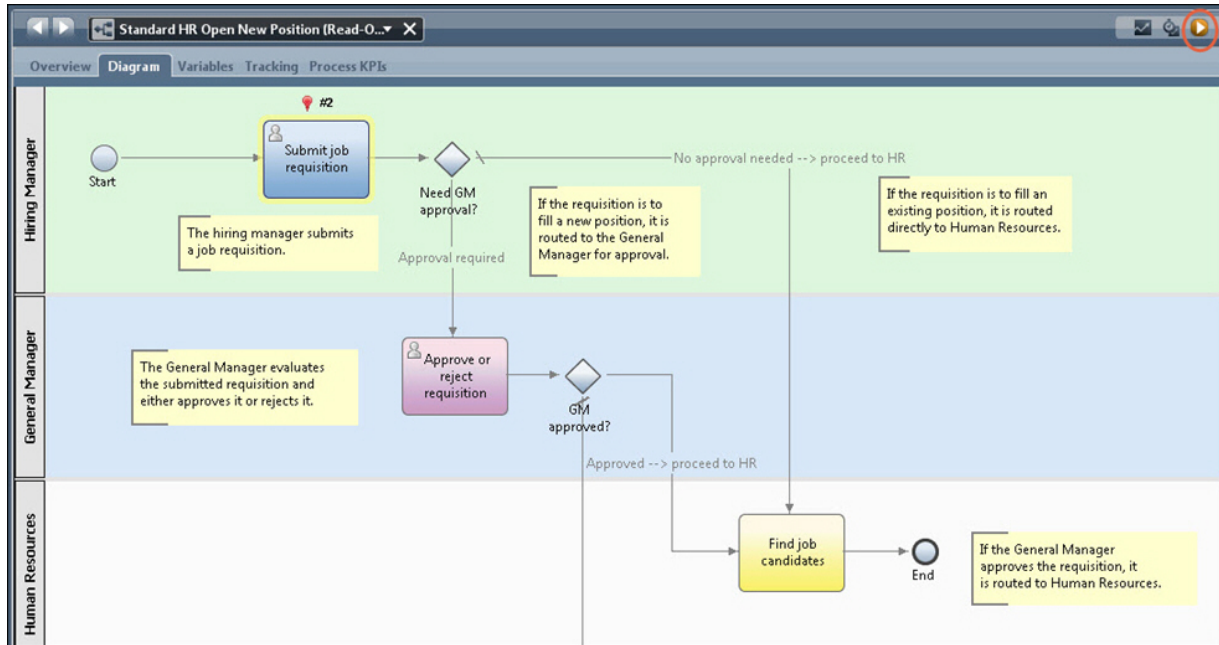 Standard HR Open New Position (Read-O...
Overview Diagram Variables Tracking Process KPIs
Hiring Manager
#2
Start
Submit job
requisition
Need GM
approval?
No approval needed --> proceed to HR
The hiring manager submits
a job requisition.
If the requisition is to
fill a new position, it is
routed to the General
Manager for approval.
If the requisition is to fill an
existing position, it is routed
directly to Human Resources.
Approval required
General Manager
The General Manager evaluates
the submitted requisition and
either approves it or rejects it.
Approve or
reject
requisition
GM
approved?
Approved --> proceed to HR
Human Resources
Find job
candidates
End
If the General Manager
approves the requisition, it
is routed to Human Resources.